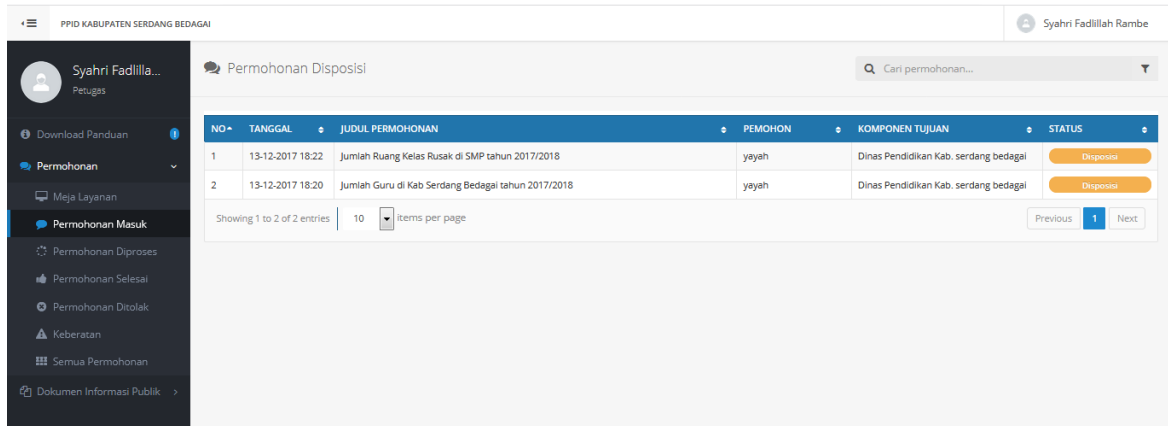 PPID KABUPATEN SERDANG BEDAGAI
Syahri Fadlillah Rambe
Syahri Fadlilla...
Petugas
Download Panduan
Permohonan
Meja Layanan
Permohonan Masuk
Permohonan Diproses
Permohonan Selesai
Permohonan Ditolak
Keberatan
Semua Permohonan
Dokumen Informasi Publik
Permohonan Disposisi
Cari permohonan...
NO TANGGAL JUDUL PERMOHONAN PEMOHON KOMPONEN TUJUAN STATUS
1 13-12-2017 18:22 Jumlah Ruang Kelas Rusak di SMP tahun 2017/2018 yayah Dinas Pendidikan Kab. serdang bedagai Disposisi
2 13-12-2017 18:20 Jumlah Guru di Kab Serdang Bedagai tahun 2017/2018 yayah Dinas Pendidikan Kab. serdang bedagai Disposisi
Showing 1 to 2 of 2 entries 10 items per page Previous 1 Next